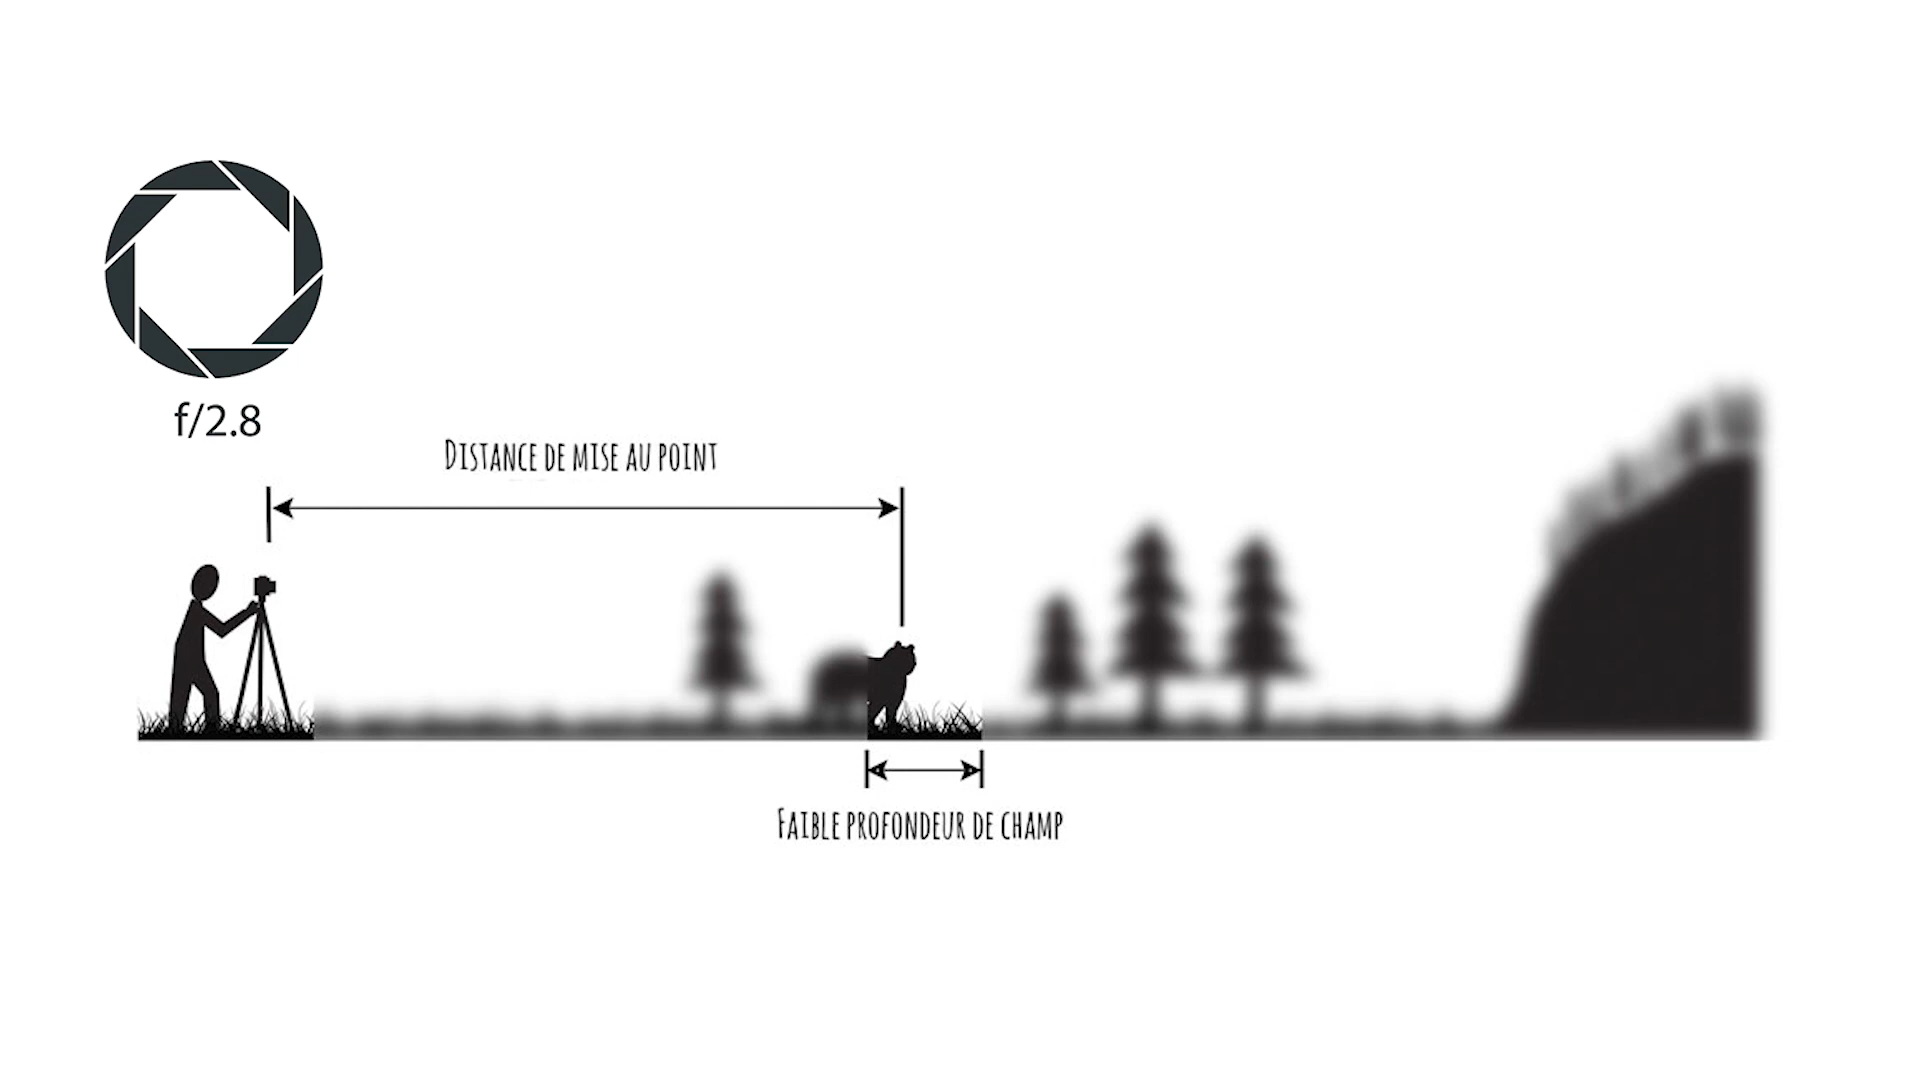 f/2.8
Distance de mise au point
Faible profondeur de champ